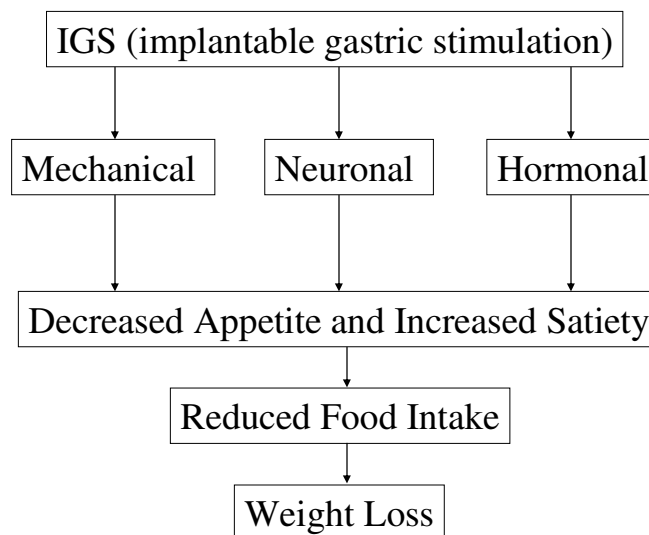 IGS (implantable gastric stimulation)
Mechanical
Neuronal
Hormonal
Decreased Appetite and Increased Satiety
Reduced Food Intake
Weight Loss